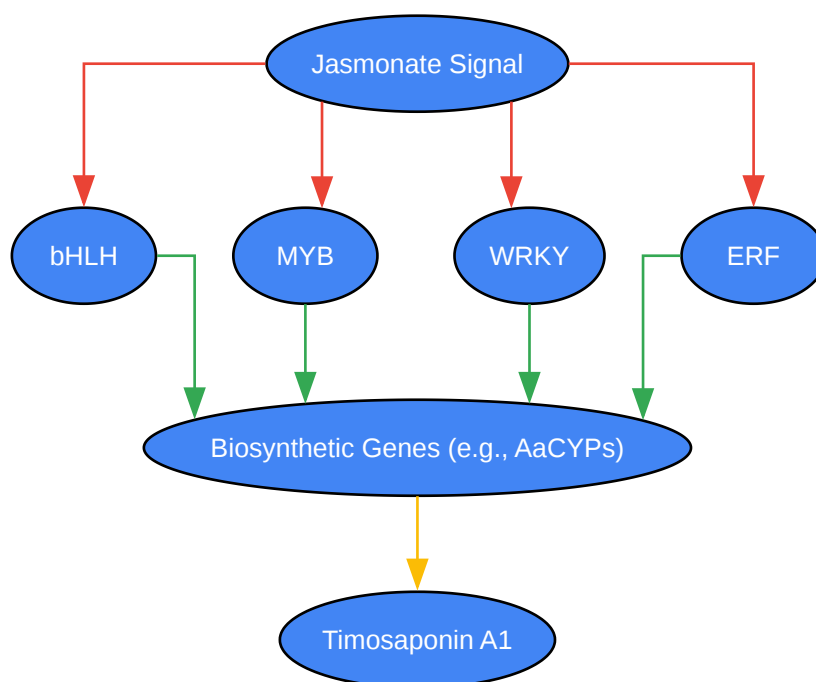 Jasmonate Signal
bHLH
MYB
WRKY
ERF
Biosynthetic Genes (e.g., AaCYPs)
Timosaponin A1